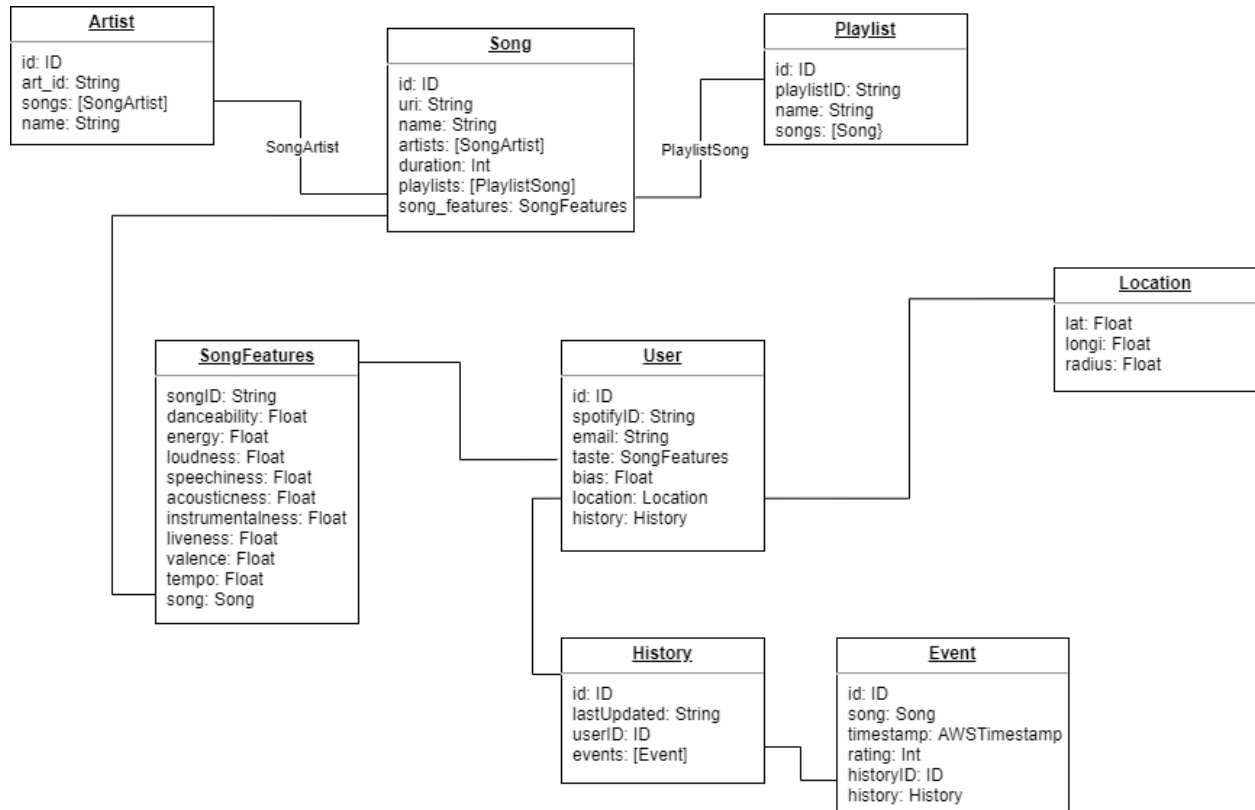 Artist
id: ID
art_id: String
songs: [SongArtist]
name: String
SongArtist
Song
id: ID
uri: String
name: String
artists: [SongArtist]
duration: Int
playlists: [PlaylistSong]
song_features: SongFeatures
PlaylistSong
Playlist
id: ID
playlistID: String
name: String
songs: [Song}
Location
lat: Float
longi: Float
radius: Float
SongFeatures
songID: String
danceability: Float
energy: Float
loudness: Float
speechiness: Float
acousticness: Float
instrumentalness: Float
liveness: Float
valence: Float
tempo: Float
song: Song
User
id: ID
spotifyID: String
email: String
taste: SongFeatures
bias: Float
location: Location
history: History
History
id: ID
lastUpdated: String
userID: ID
events: [Event]
Event
id: ID
song: Song
timestamp: AWSTimestamp
rating: Int
historyID: ID
history: History